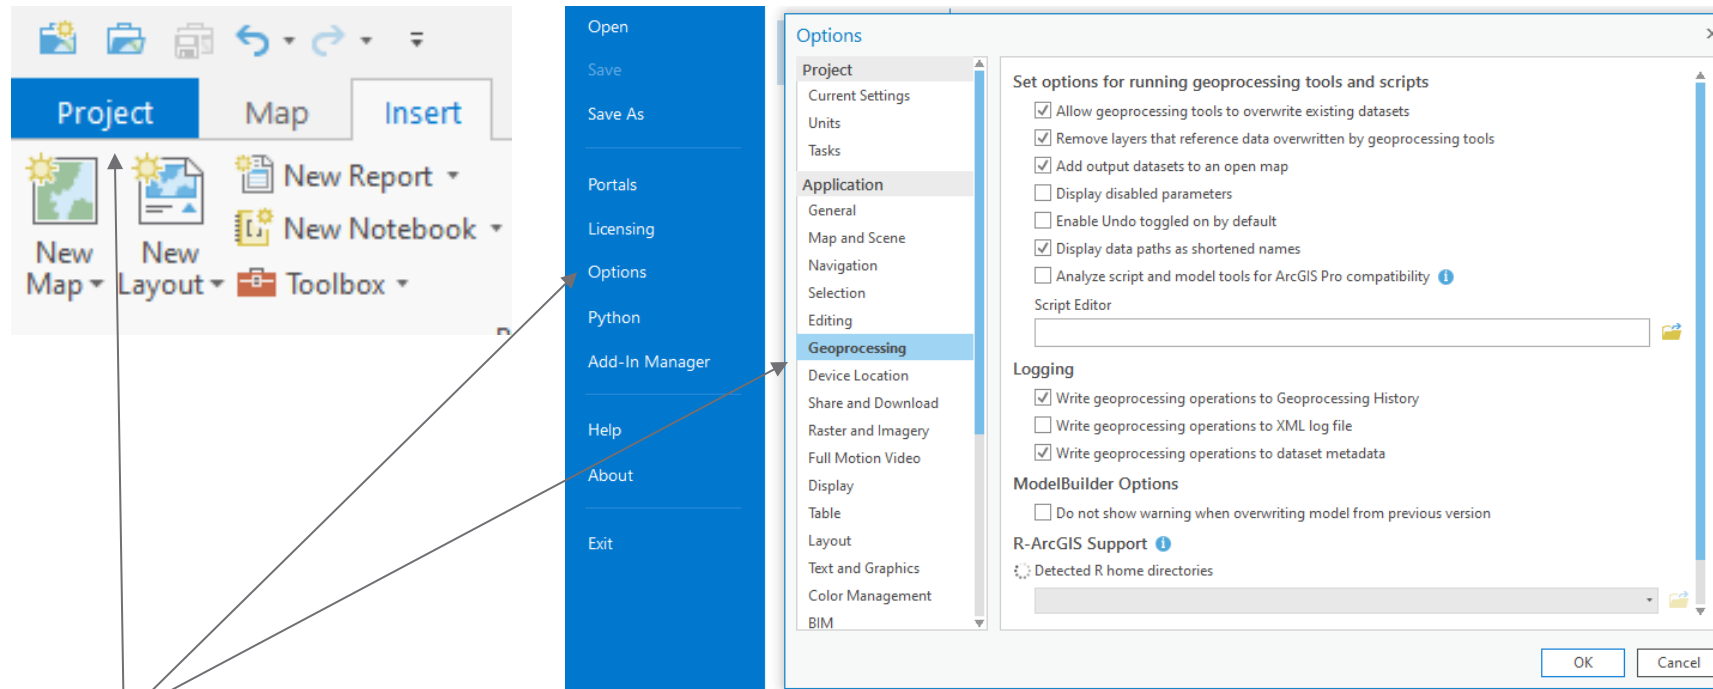 Project
Map
Insert
New Map
New Layout
New Report
New Notebook
Toolbox
Open
Save
Save As
Portals
Licensing
Options
Python
Add-In Manager
Help
About
Exit
Options
Project
Current Settings
Units
Tasks
Application
General
Map and Scene
Navigation
Selection
Editing
Geoprocessing
Device Location
Share and Download
Raster and Imagery
Full Motion Video
Display
Table
Layout
Text and Graphics
Color Management
BIM
Set options for running geoprocessing tools and scripts
Allow geoprocessing tools to overwrite existing datasets
Remove layers that reference data overwritten by geoprocessing tools
Add output datasets to an open map
Display disabled parameters
Enable Undo toggled on by default
Display data paths as shortened names
Analyze script and model tools for ArcGIS Pro compatibility
Script Editor
Logging
Write geoprocessing operations to Geoprocessing History
Write geoprocessing operations to XML log file
Write geoprocessing operations to dataset metadata
ModelBuilder Options
Do not show warning when overwriting model from previous version
R-ArcGIS Support
Detected R home directories
OK
Cancel